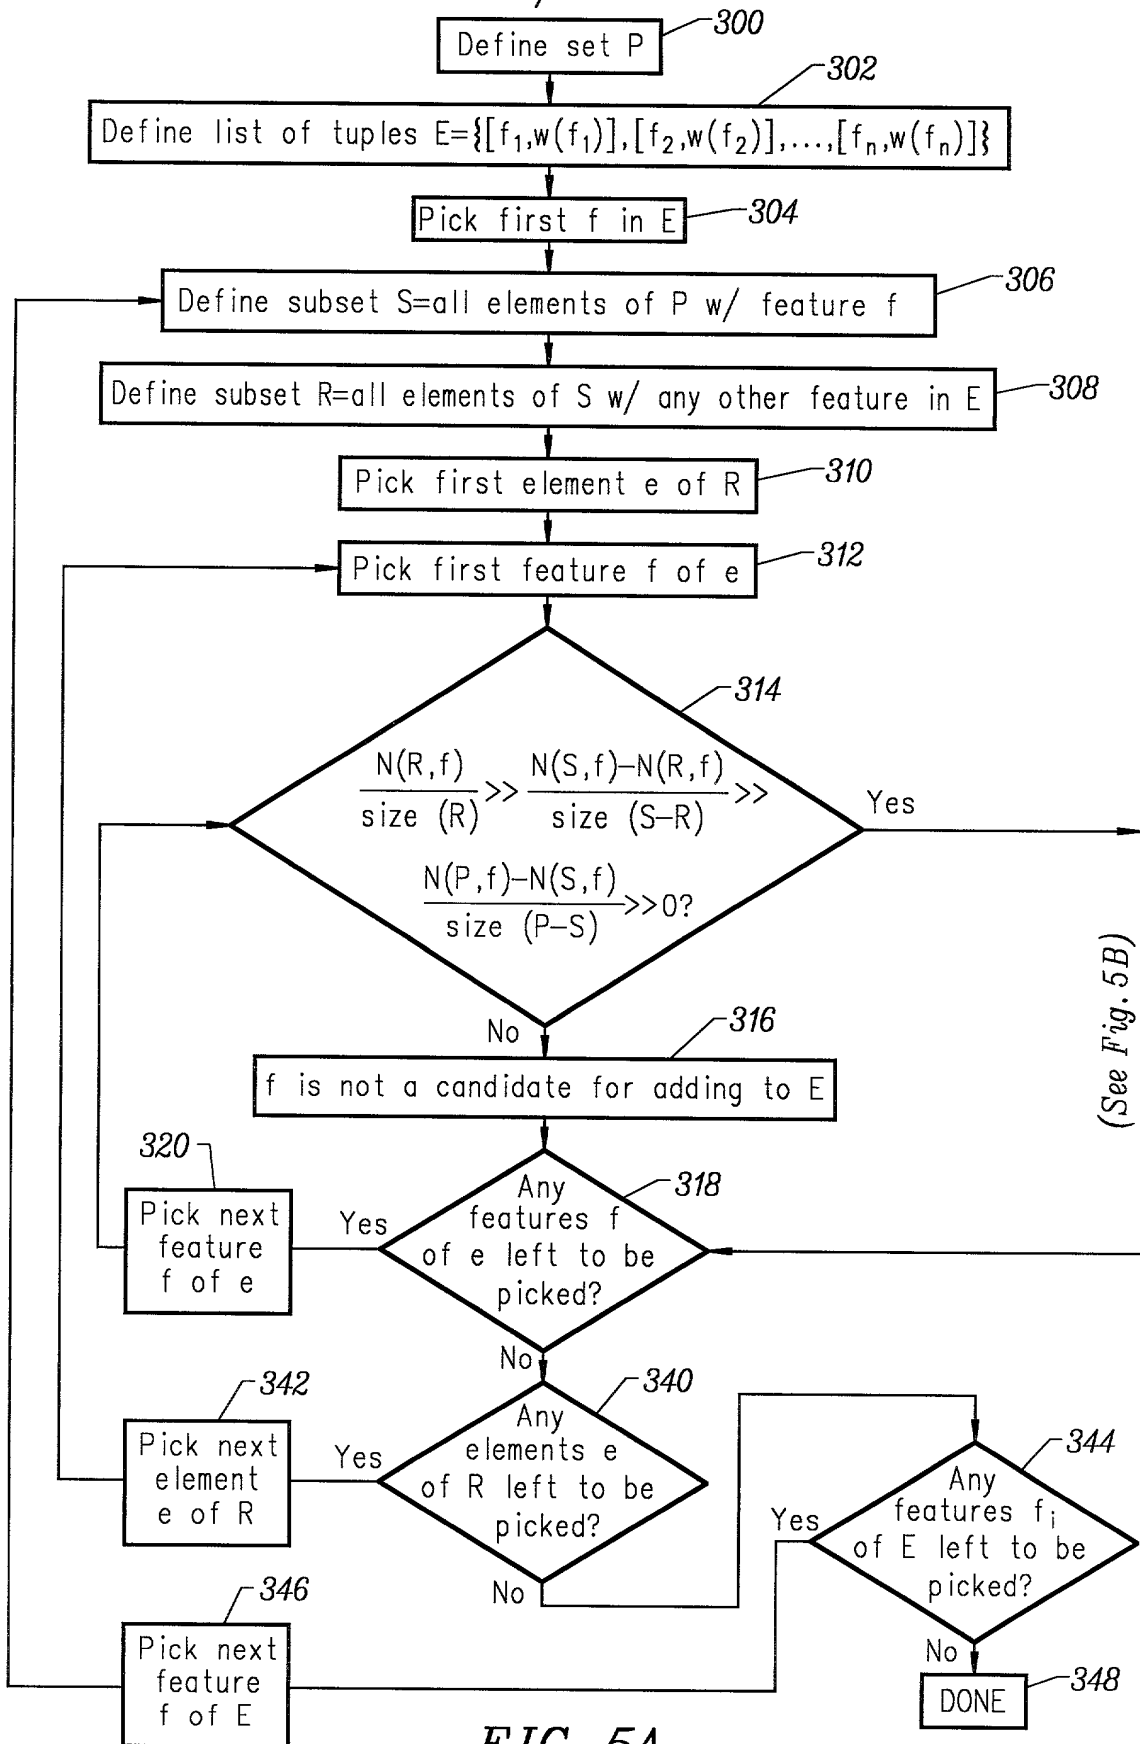 300
Define set P
302
Define list of tuples E={[f₁,w(f₁)],[f₂,w(f₂)],...,[fₙ,w(fₙ)]}
304
Pick first f in E
306
Define subset S=all elements of P w/ feature f
308
Define subset R=all elements of S w/ any other feature in E
310
Pick first element e of R
312
Pick first feature f of e
314
N(R,f)
size (R)
>>
N(S,f)–N(R,f)
size (S–R)
>>
N(P,f)–N(S,f)
size (P–S)
>>0?
Yes
(See Fig. 5B)
No
316
f is not a candidate for adding to E
318
Any
features f
of e left to be
picked?
Yes
320
Pick next
feature
f of e
No
340
Any
elements e
of R left to be
picked?
Yes
342
Pick next
element
e of R
No
344
Any
features fᵢ
of E left to be
picked?
Yes
346
Pick next
feature
f of E
No
348
DONE
FIG. 5A